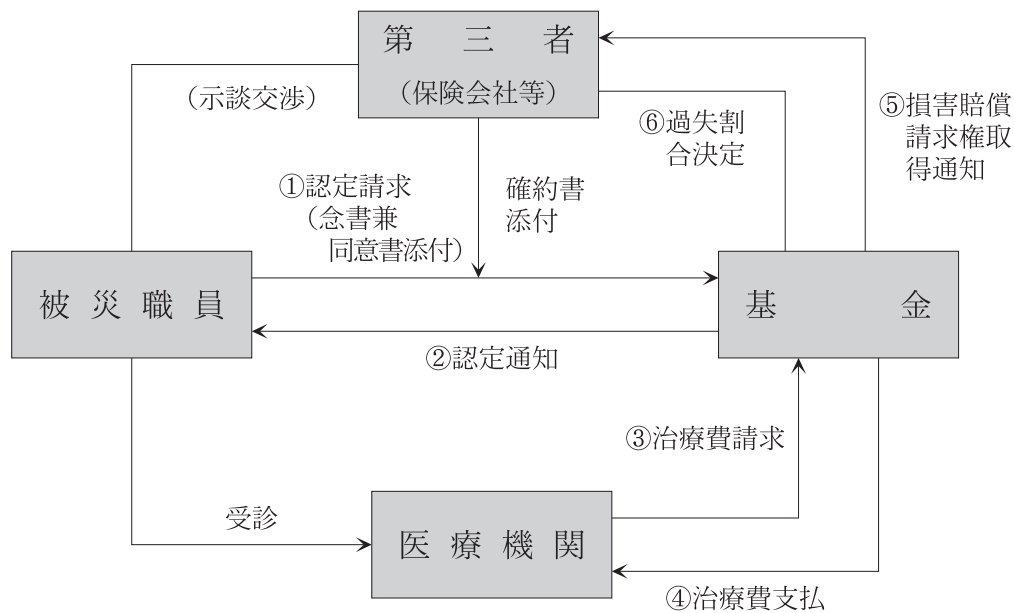 第三者
(保険会社等)
(示談交渉)
⑥過失割
合決定
⑤損害賠償
請求権取
得通知
①認定請求
(念書兼
同意書添付)
確約書
添付
被災職員
基金
②認定通知
③治療費請求
受診
医療機関
④治療費支払